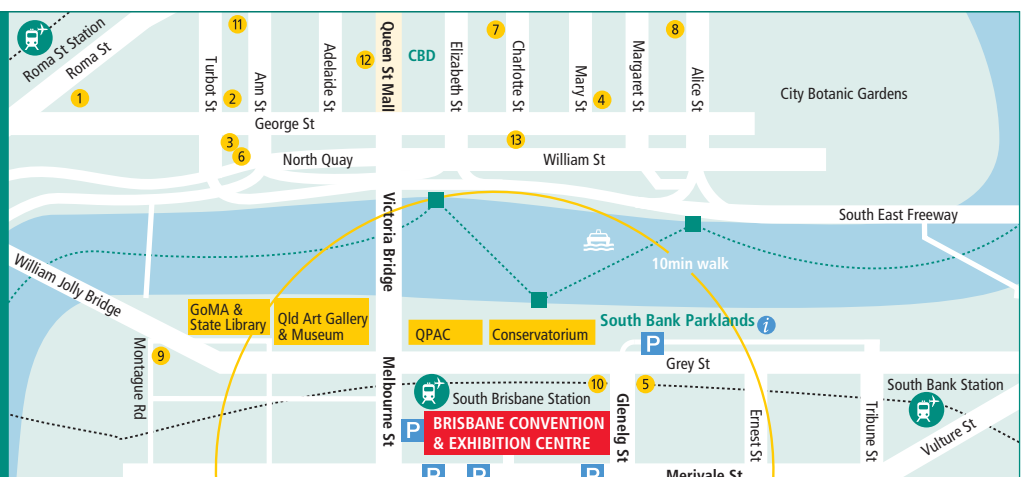 Roma St Station
Roma St
1
11
Turbot St
2
3
6
Ann St
Adelaide St
12
Queen St Mall
CBD
Elizabeth St
7
Charlotte St
Mary St
4
Margaret St
8
Alice St
City Botanic Gardens
George St
13
North Quay
William St
South East Freeway
Victoria Bridge
10min walk
William Jolly Bridge
GoMA &
State Library
Qld Art Gallery
& Museum
QPAC
Conservatorium
South Bank Parklands
i
P
Grey St
Montague Rd
9
Melbourne St
South Brisbane Station
10
5
Glenelg St
South Bank Station
P
BRISBANE CONVENTION
& EXHIBITION CENTRE
Ernest St
Tribune St
Vulture St
P
P
P
Merivale St